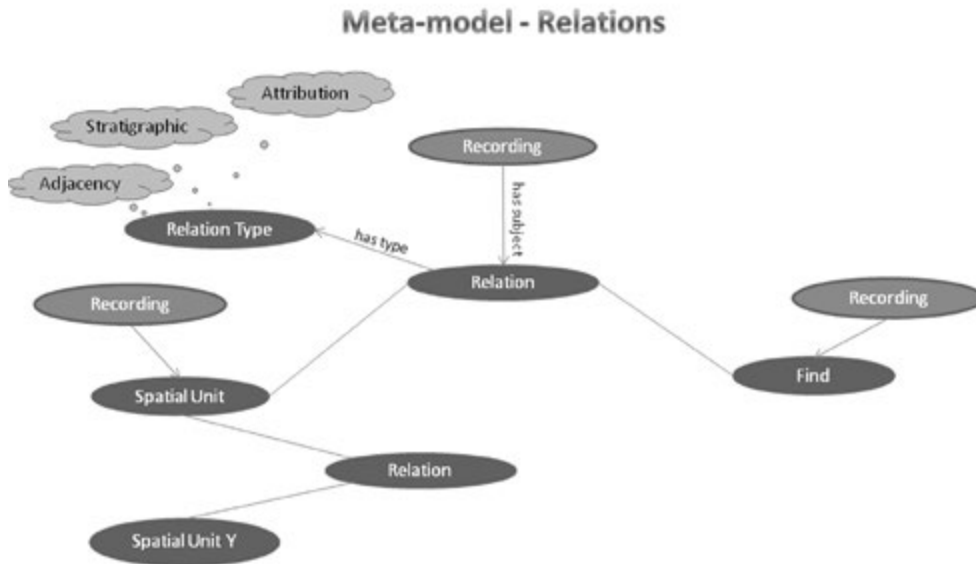 Meta-model - Relations
Attribution
Stratigraphic
Adjacency
Recording
has subject
Relation Type
has type
Relation
Recording
Recording
Spatial Unit
Find
Relation
Spatial Unit Y